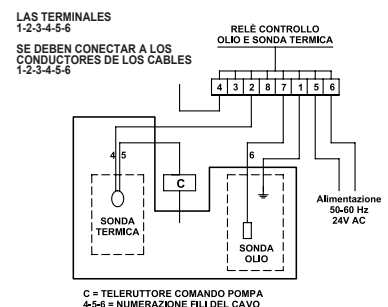 LAS TERMINALES
1-2-3-4-5-6
SE DEBEN CONECTAR A LOS
CONDUCTORES DE LOS CABLES
1-2-3-4-5-6
RELÈ CONTROLLO
OLIO E SONDA TERMICA
4 3 2 8 7 1 5 6
4 5
6
C
Alimentazione
50-60 Hz
24V AC
SONDA
TERMICA
SONDA
OLIO
C = TELERUTTORE COMANDO POMPA
4-5-6 = NUMERAZIONE FILI DEL CAVO